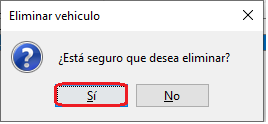 Eliminar vehiculo
¿Está seguro que desea eliminar?
Sí
No